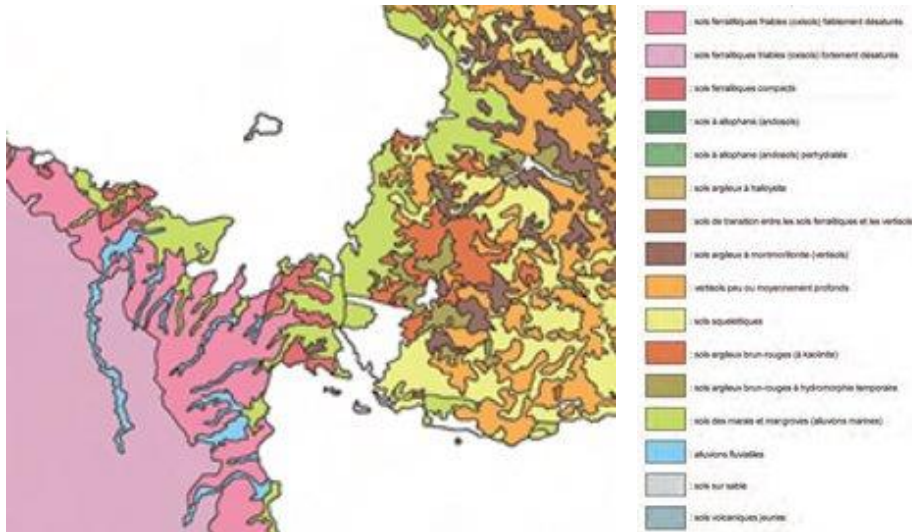 : sols ferralitiques friables (oxisols) faiblement désaturés
: sols ferralitiques friables (oxisols) fortement désaturés
: sols ferralitiques compacts
: sols à allophane (andosols)
: sols à allophane (andosols) perhydratés
: sols argileux à halloysite
: sols de transition entre les sols ferralitiques et les vertisols
: sols argileux à montmorillonite (vertisols)
: vertisols peu ou moyennement profonds
: sols squelettiques
: sols argileux brun-rouges (à kaolinite)
: sols argileux brun-rouges à hydromorphie temporaire
: sols des marais et mangroves (alluvions marines)
: alluvions fluviatiles
: sols sur sable
: sols volcaniques jeunes